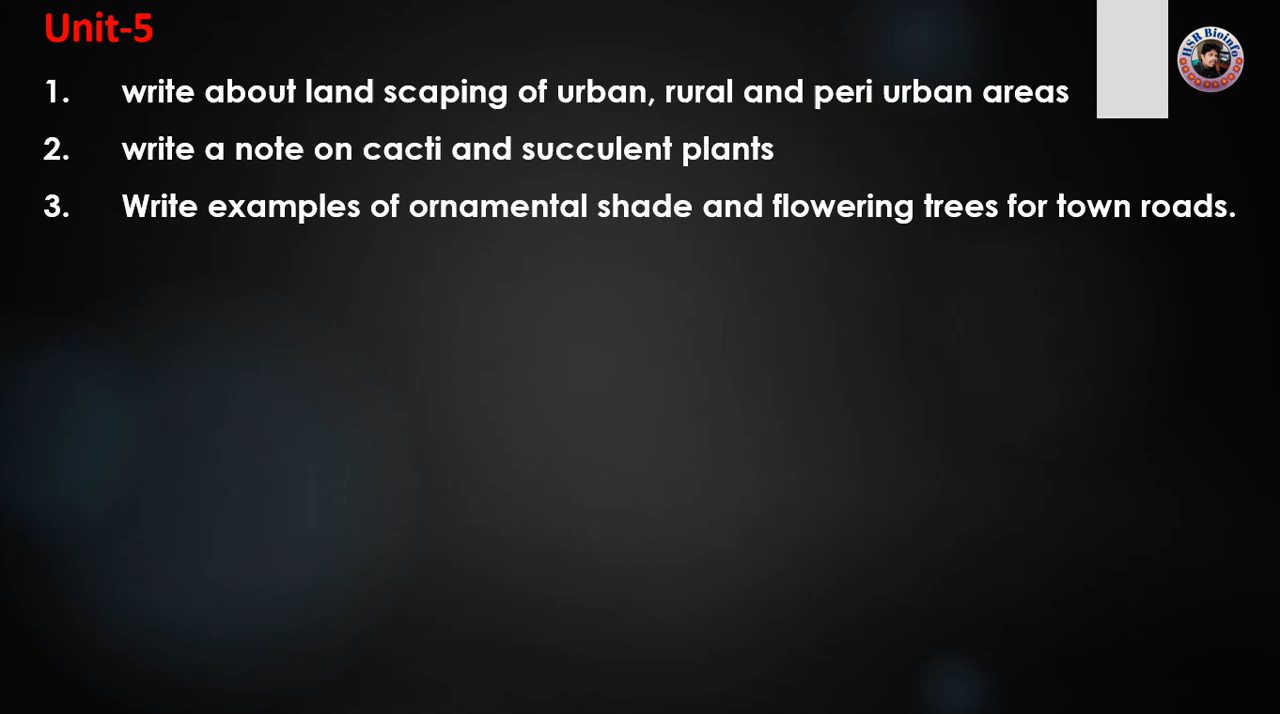 Unit-5
HSR Bioinfo
1. write about land scaping of urban, rural and peri urban areas
2. write a note on cacti and succulent plants
3. Write examples of ornamental shade and flowering trees for town roads.